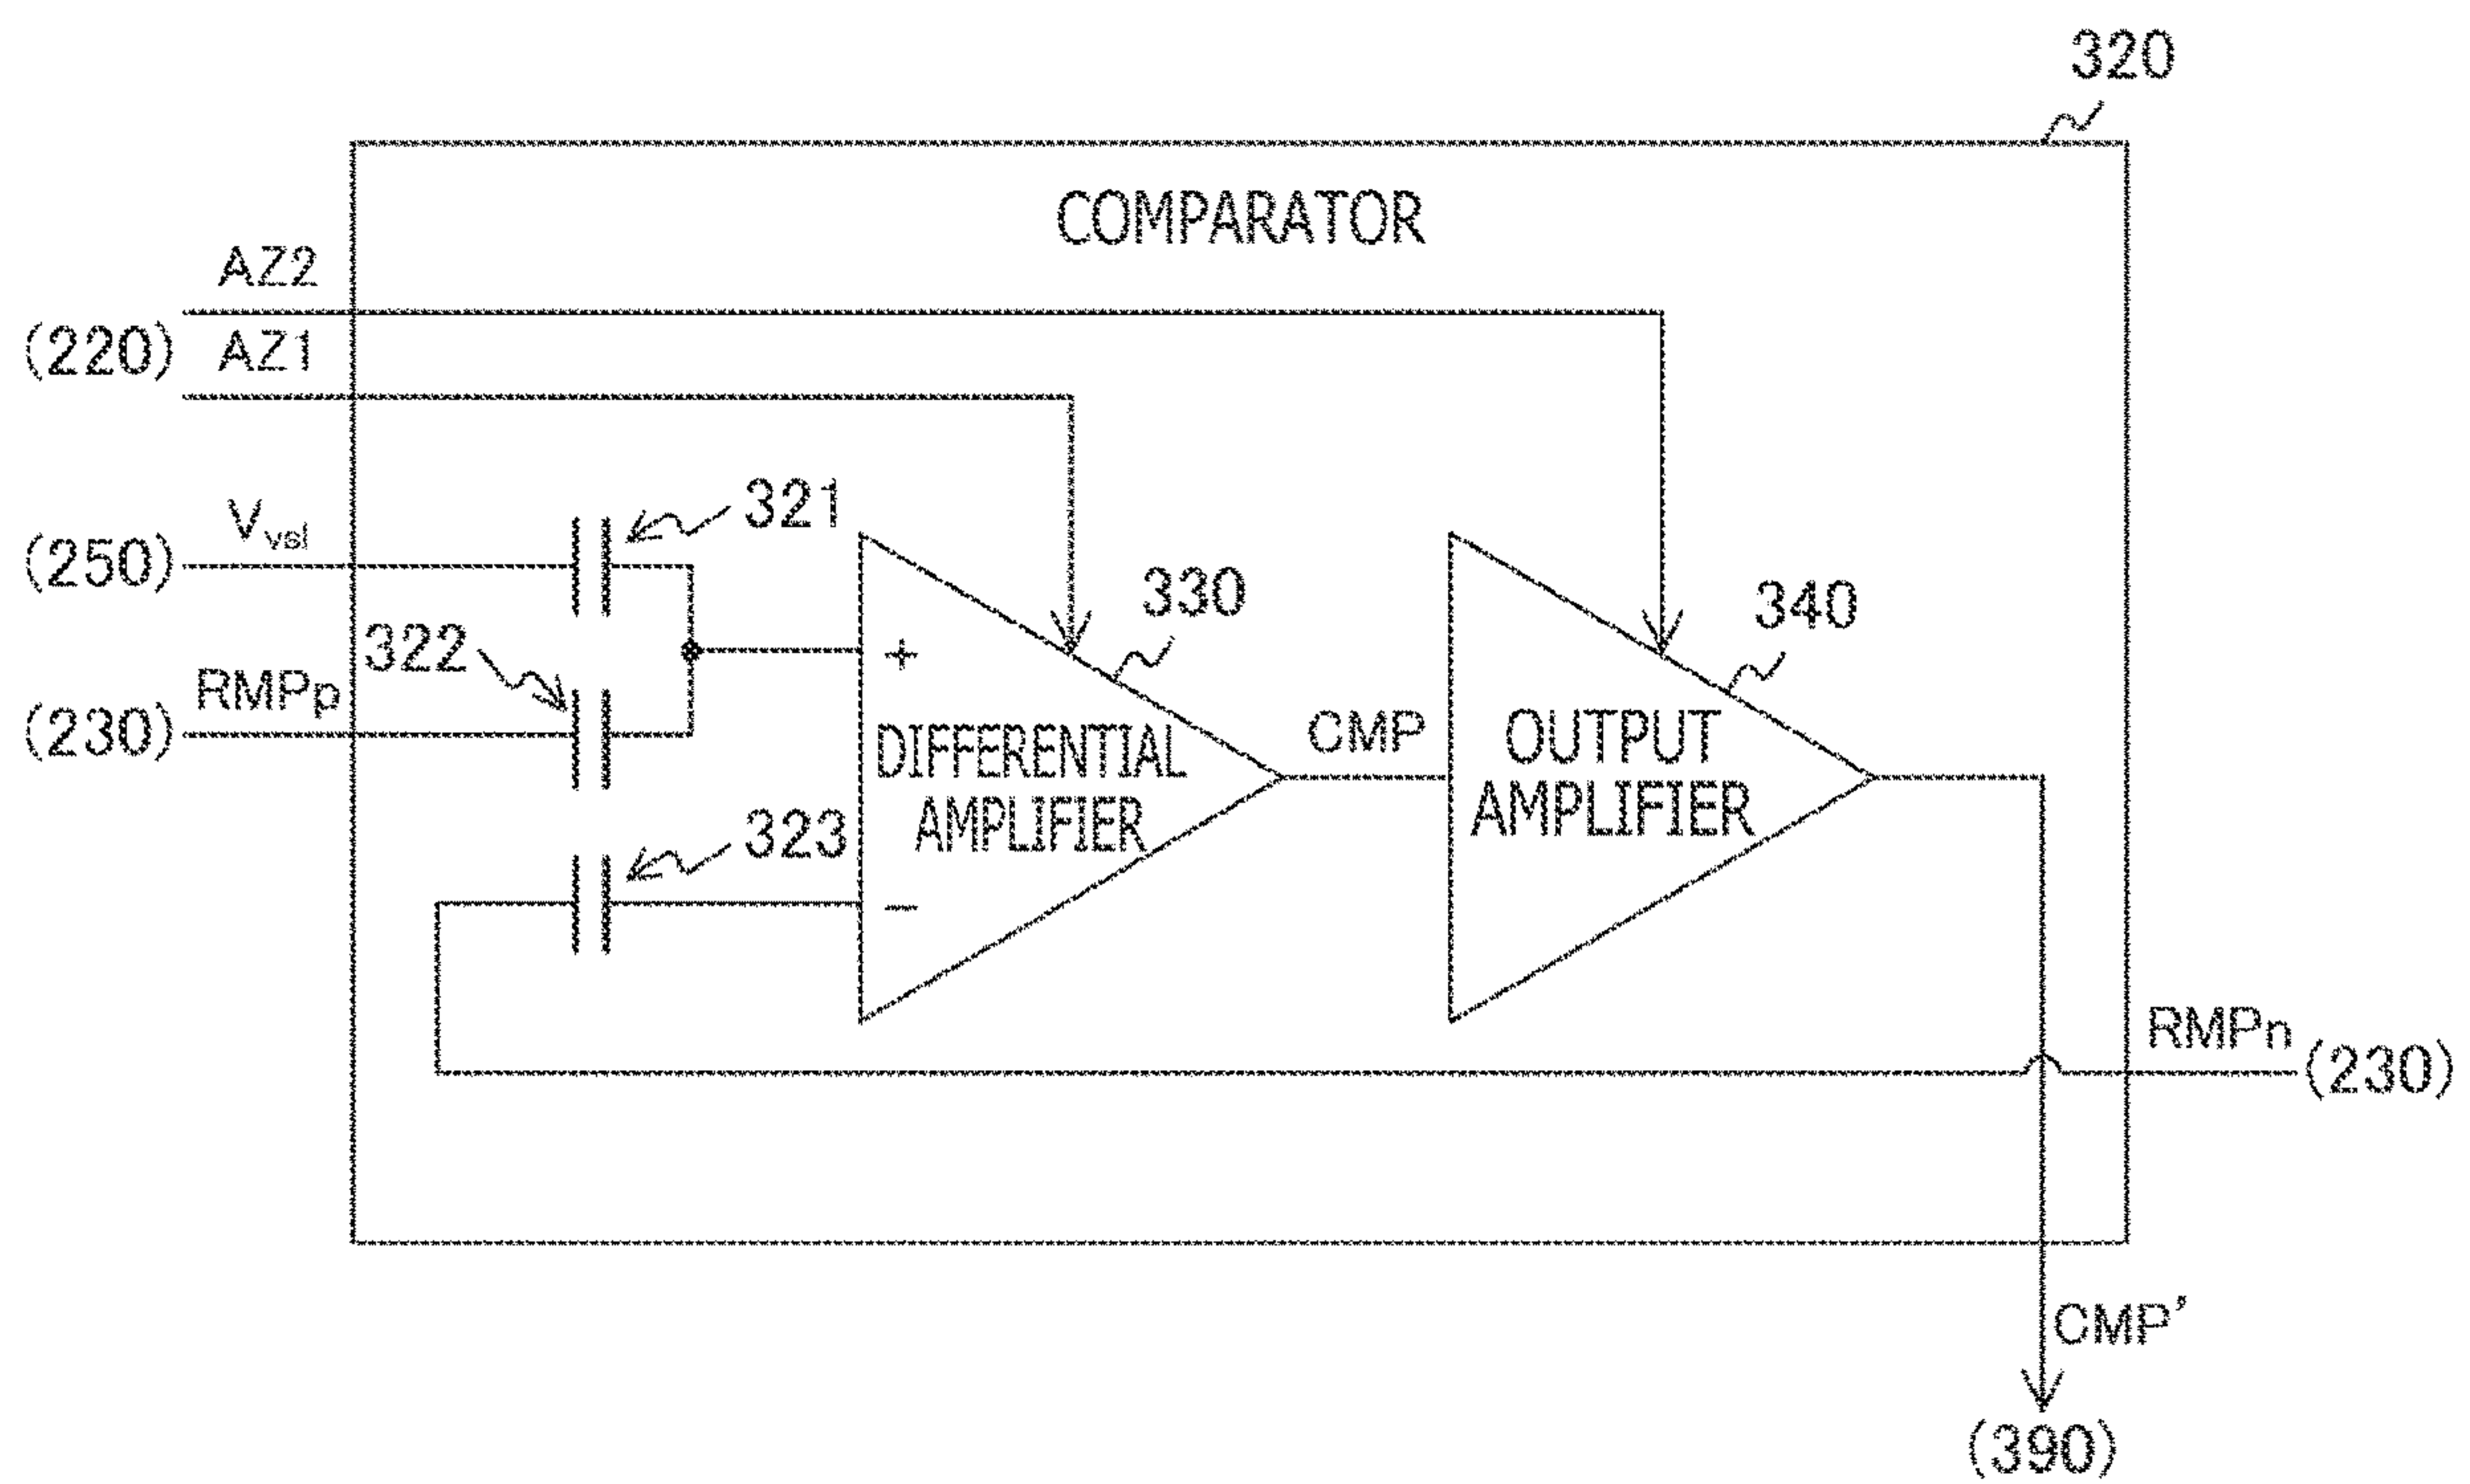 320
COMPARATOR
AZ2
(220) AZ1
321
Vvsl
(250)
330
340
322
RMPp
(230)
+
CMP
OUTPUT
AMPLIFIER
DIFFERENTIAL
AMPLIFIER
323
−
RMPn
(230)
CMP'
(390)